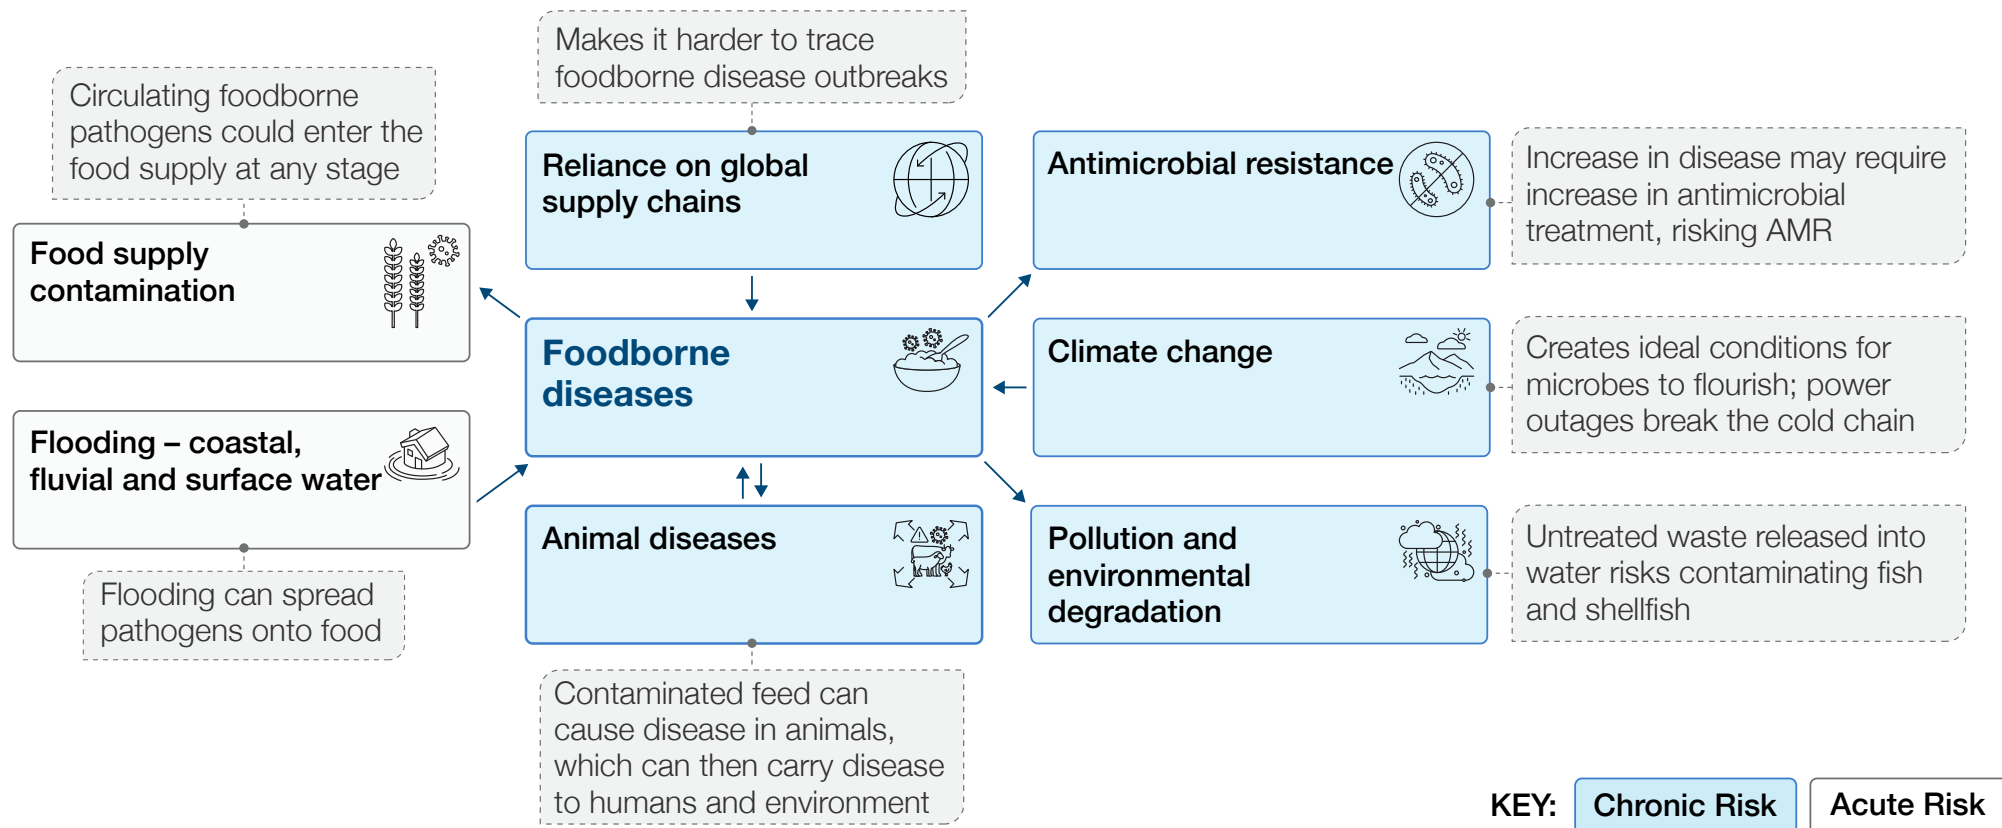 Makes it harder to trace
foodborne disease outbreaks
Circulating foodborne
pathogens could enter the
food supply at any stage
Reliance on global
supply chains
Antimicrobial resistance
Increase in disease may require
increase in antimicrobial
treatment, risking AMR
Food supply
contamination
Foodborne
diseases
Climate change
Creates ideal conditions for
microbes to flourish; power
outages break the cold chain
Flooding – coastal,
fluvial and surface water
Animal diseases
Pollution and
environmental
degradation
Untreated waste released into
water risks contaminating fish
and shellfish
Flooding can spread
pathogens onto food
Contaminated feed can
cause disease in animals,
which can then carry disease
to humans and environment
KEY: Chronic Risk Acute Risk